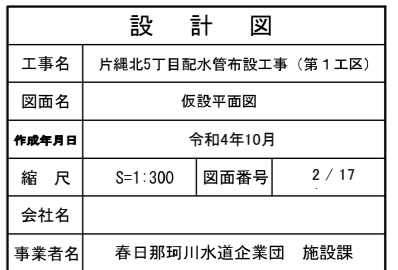 設計図
工事名 片縄北5丁目配水管布設工事（第1工区）
図面名 仮設平面図
作成年月日 令和4年10月
縮尺 S=1:300 図面番号 2 / 17
会社名
事業者名 春日那珂川水道企業団 施設課